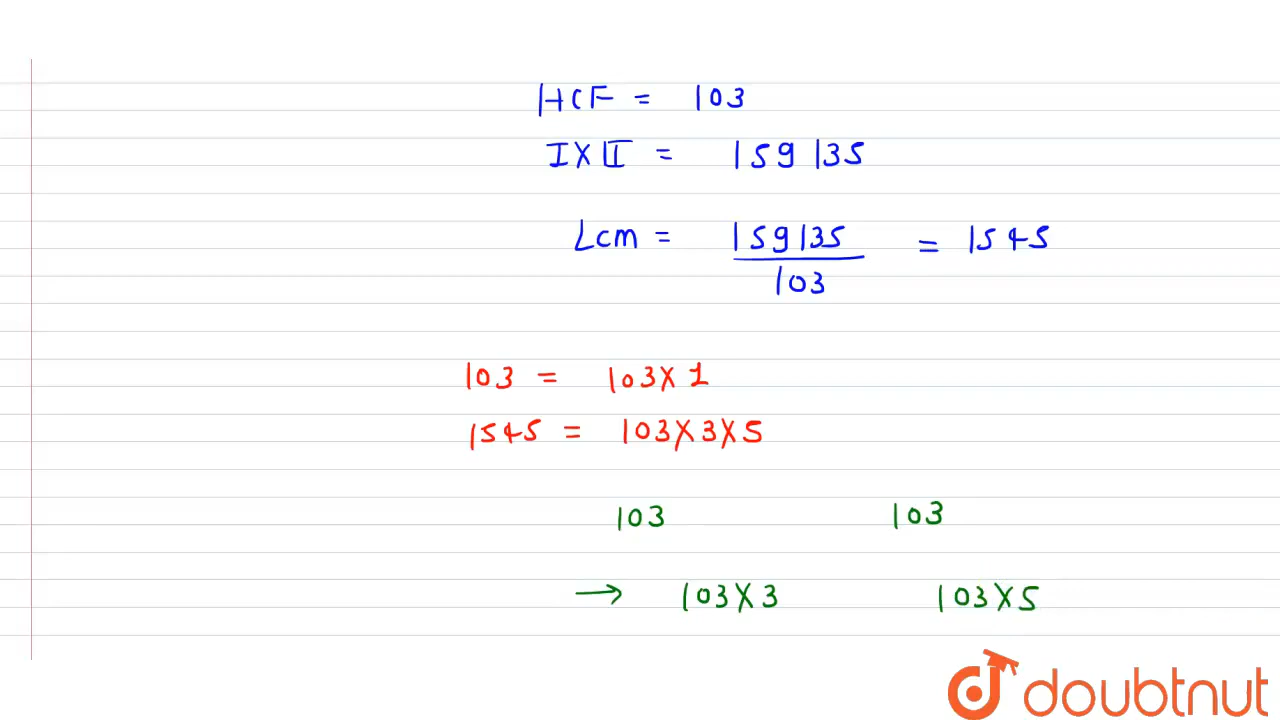 HCF = 103
I X II = 159135
Lcm = 159135 / 103 = 1545
103 = 103 X 1
1545 = 103 X 3 X 5
103 103
→ 103 X 3 103 X 5
doubtnut